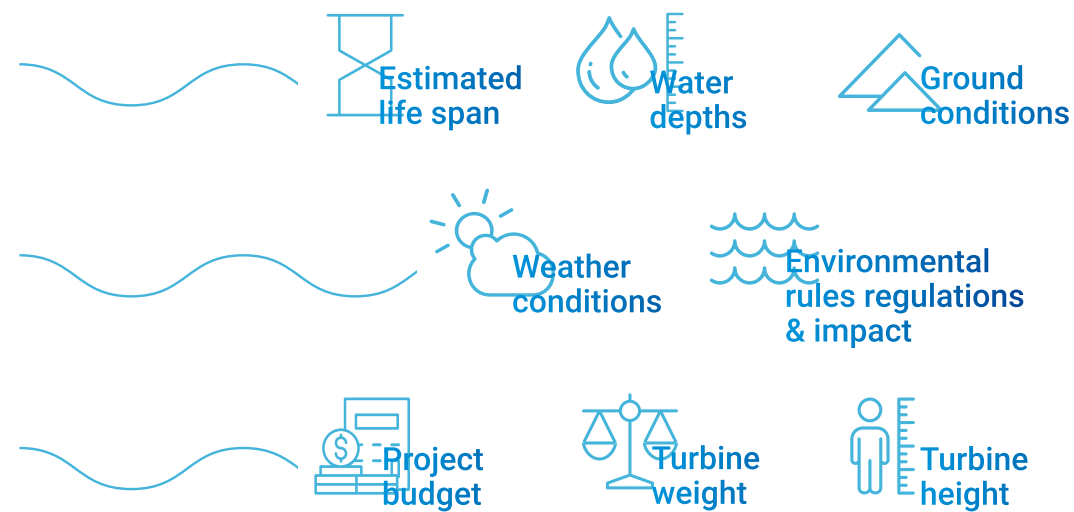 Estimated
life span
Water
depths
Ground
conditions
Weather
conditions
Environmental
rules regulations
& impact
$
Project
budget
Turbine
weight
Turbine
height